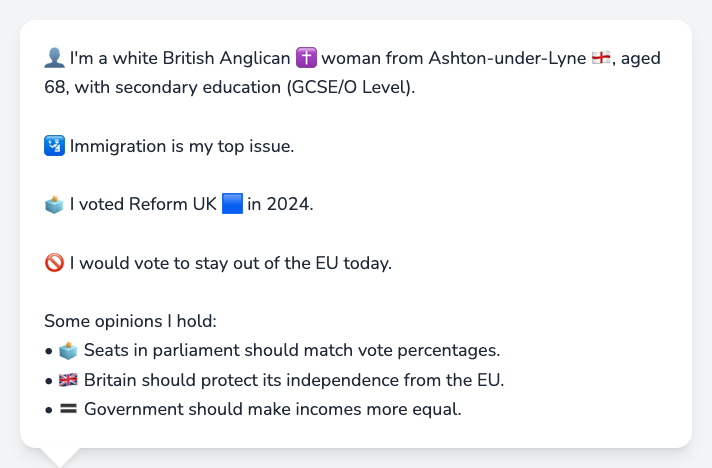 👤 I'm a white British Anglican ✝️ woman from Ashton-under-Lyne 🏴󠁧󠁢󠁥󠁮󠁧󠁿, aged
68, with secondary education (GCSE/O Level).
🛂 Immigration is my top issue.
🗳️ I voted Reform UK 🟦 in 2024.
🚫 I would vote to stay out of the EU today.
Some opinions I hold:
• 🗳️ Seats in parliament should match vote percentages.
• 🇬🇧 Britain should protect its independence from the EU.
• 🟰 Government should make incomes more equal.